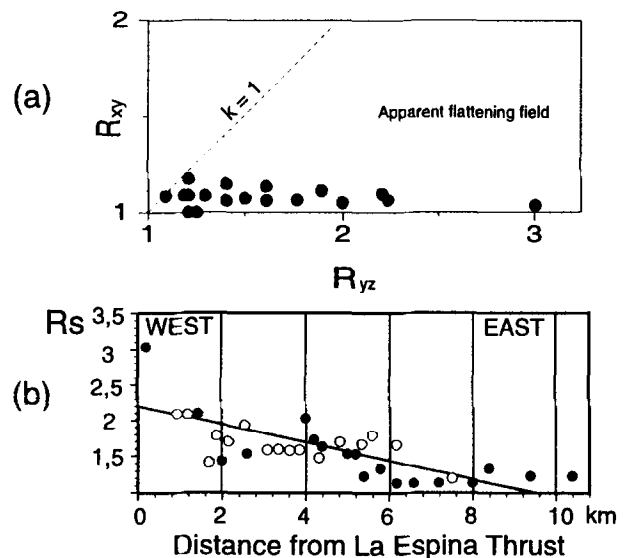 (a)
2
Rxy
k = 1
Apparent flattening field
1
1 2 3
Ryz
(b)
Rs
3,5
WEST EAST
3
2,5
2
1,5
0 2 4 6 8 10 km
Distance from La Espina Thrust